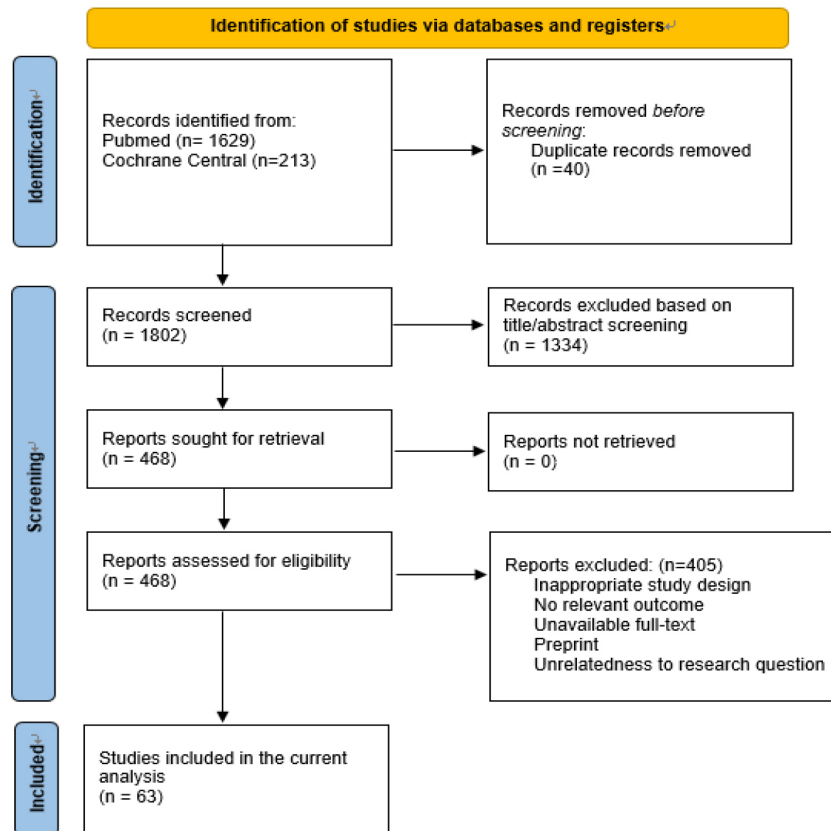 Identification of studies via databases and registers↵
Identification↵
Records identified from:
Pubmed (n= 1629)
Cochrane Central (n=213)
Records removed before
screening:
Duplicate records removed
(n =40)
Screening↵
Records screened
(n = 1802)
Records excluded based on
title/abstract screening
(n = 1334)
Reports sought for retrieval
(n = 468)
Reports not retrieved
(n = 0)
Reports assessed for eligibility
(n = 468)
Reports excluded: (n=405)
Inappropriate study design
No relevant outcome
Unavailable full-text
Preprint
Unrelatedness to research question
Included↵
Studies included in the current
analysis
(n = 63)